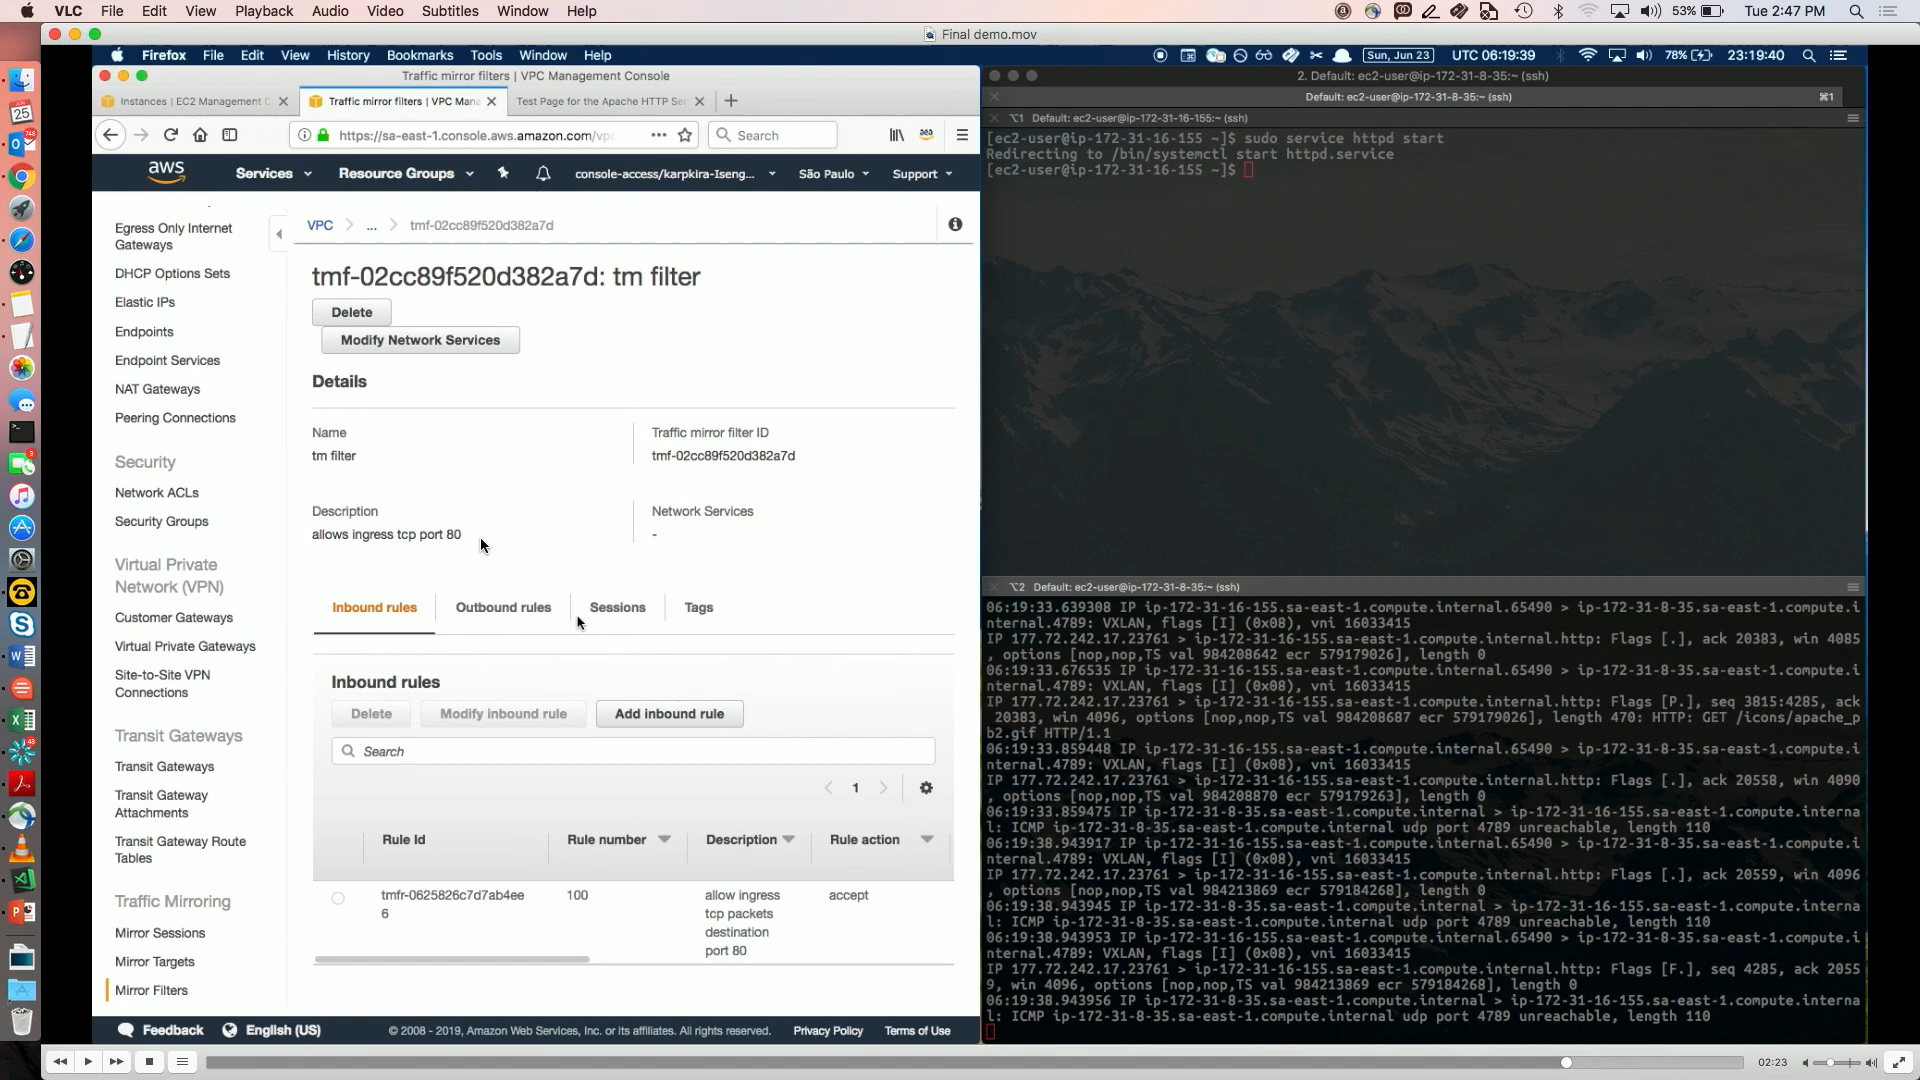 VLC File Edit View Playback Audio Video Subtitles Window Help
53% Tue 2:47 PM
Final demo.mov
Firefox File Edit View History Bookmarks Tools Window Help
Sun, Jun 23 UTC 06:19:39 78% 23:19:40
Traffic mirror filters | VPC Management Console
Instances | EC2 Management C
Traffic mirror filters | VPC Mana
Test Page for the Apache HTTP Se
https://sa-east-1.console.aws.amazon.com/vpc
Search
aws
Services
Resource Groups
console-access/karpkira-Iseng...
São Paulo
Support
Egress Only Internet
Gateways
DHCP Options Sets
Elastic IPs
Endpoints
Endpoint Services
NAT Gateways
Peering Connections
Security
Network ACLs
Security Groups
Virtual Private
Network (VPN)
Customer Gateways
Virtual Private Gateways
Site-to-Site VPN
Connections
Transit Gateways
Transit Gateways
Transit Gateway
Attachments
Transit Gateway Route
Tables
Traffic Mirroring
Mirror Sessions
Mirror Targets
Mirror Filters
VPC ... tmf-02cc89f520d382a7d
tmf-02cc89f520d382a7d: tm filter
Delete
Modify Network Services
Details
Name
tm filter
Traffic mirror filter ID
tmf-02cc89f520d382a7d
Description
allows ingress tcp port 80
Network Services
-
Inbound rules
Outbound rules
Sessions
Tags
Inbound rules
Delete
Modify inbound rule
Add inbound rule
Search
1
Rule Id
Rule number
Description
Rule action
tmfr-0625826c7d7ab4ee
6
100
allow ingress
tcp packets
destination
port 80
accept
Feedback
English (US)
© 2008 - 2019, Amazon Web Services, Inc. or its affiliates. All rights reserved.
Privacy Policy
Terms of Use
2. Default: ec2-user@ip-172-31-8-35:~ (ssh)
Default: ec2-user@ip-172-31-8-35:~ (ssh)
⌘1
⌥1 Default: ec2-user@ip-172-31-16-155:~ (ssh)
[ec2-user@ip-172-31-16-155 ~]$ sudo service httpd start
Redirecting to /bin/systemctl start httpd.service
[ec2-user@ip-172-31-16-155 ~]$
⌥2 Default: ec2-user@ip-172-31-8-35:~ (ssh)
06:19:33.639308 IP ip-172-31-16-155.sa-east-1.compute.internal.65490 > ip-172-31-8-35.sa-east-1.compute.i
nternal.4789: VXLAN, flags [I] (0x08), vni 16033415
IP 177.72.242.17.23761 > ip-172-31-16-155.sa-east-1.compute.internal.http: Flags [.], ack 20383, win 4085
, options [nop,nop,TS val 984208642 ecr 579179026], length 0
06:19:33.676535 IP ip-172-31-16-155.sa-east-1.compute.internal.65490 > ip-172-31-8-35.sa-east-1.compute.i
nternal.4789: VXLAN, flags [I] (0x08), vni 16033415
IP 177.72.242.17.23761 > ip-172-31-16-155.sa-east-1.compute.internal.http: Flags [P.], seq 3815:4285, ack
20383, win 4096, options [nop,nop,TS val 984208687 ecr 579179026], length 470: HTTP: GET /icons/apache_p
b2.gif HTTP/1.1
06:19:33.859448 IP ip-172-31-16-155.sa-east-1.compute.internal.65490 > ip-172-31-8-35.sa-east-1.compute.i
nternal.4789: VXLAN, flags [I] (0x08), vni 16033415
IP 177.72.242.17.23761 > ip-172-31-16-155.sa-east-1.compute.internal.http: Flags [.], ack 20558, win 4090
, options [nop,nop,TS val 984208870 ecr 579179263], length 0
06:19:33.859475 IP ip-172-31-8-35.sa-east-1.compute.internal > ip-172-31-16-155.sa-east-1.compute.interna
l: ICMP ip-172-31-8-35.sa-east-1.compute.internal udp port 4789 unreachable, length 110
06:19:38.943917 IP ip-172-31-16-155.sa-east-1.compute.internal.65490 > ip-172-31-8-35.sa-east-1.compute.i
nternal.4789: VXLAN, flags [I] (0x08), vni 16033415
IP 177.72.242.17.23761 > ip-172-31-16-155.sa-east-1.compute.internal.http: Flags [.], ack 20559, win 4096
, options [nop,nop,TS val 984213869 ecr 579184268], length 0
06:19:38.943945 IP ip-172-31-8-35.sa-east-1.compute.internal > ip-172-31-16-155.sa-east-1.compute.interna
l: ICMP ip-172-31-8-35.sa-east-1.compute.internal udp port 4789 unreachable, length 110
06:19:38.943953 IP ip-172-31-16-155.sa-east-1.compute.internal.65490 > ip-172-31-8-35.sa-east-1.compute.i
nternal.4789: VXLAN, flags [I] (0x08), vni 16033415
IP 177.72.242.17.23761 > ip-172-31-16-155.sa-east-1.compute.internal.http: Flags [F.], seq 4285, ack 2055
9, win 4096, options [nop,nop,TS val 984213869 ecr 579184268], length 0
06:19:38.943956 IP ip-172-31-8-35.sa-east-1.compute.internal > ip-172-31-16-155.sa-east-1.compute.interna
l: ICMP ip-172-31-8-35.sa-east-1.compute.internal udp port 4789 unreachable, length 110
02:23